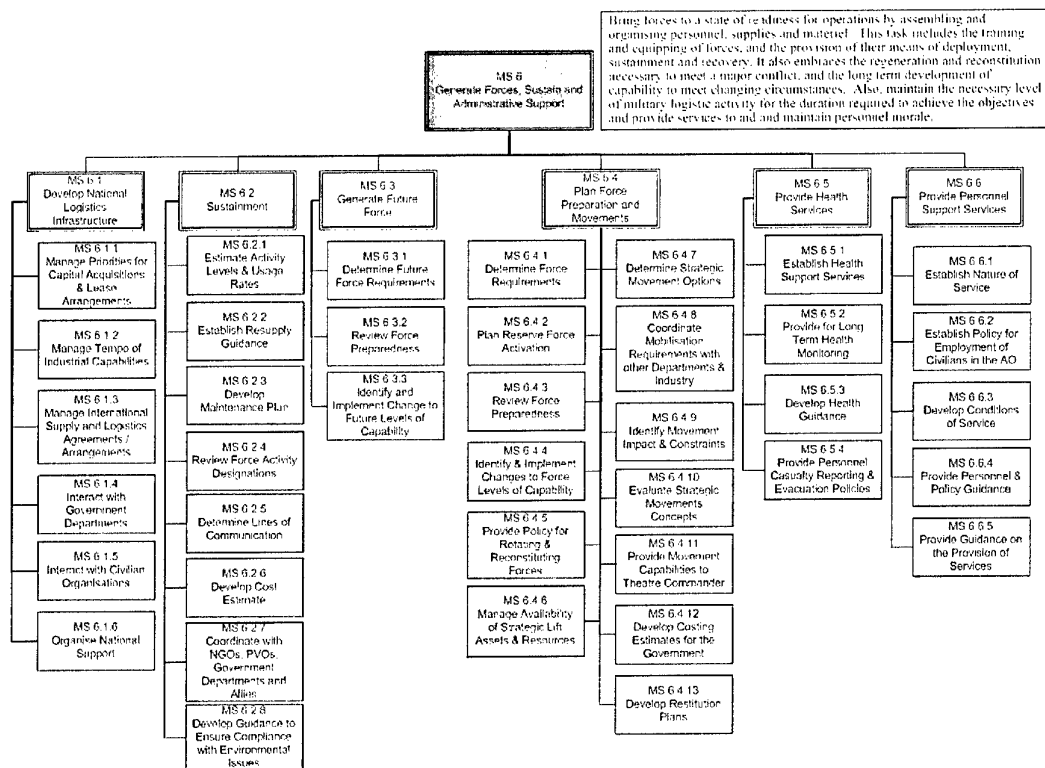 Bring forces to a state of readiness for operations by assembling and
organising personnel, supplies and materiel. This task includes the training
and equipping of forces, and the provision of their means of deployment,
sustainment and recovery. It also embraces the regeneration and reconstitution
necessary to meet a major conflict, and the long term development of
capability to meet changing circumstances. Also, maintain the necessary level
of military logistic activity for the duration required to achieve the objectives
and provide services to aid and maintain personnel morale.
MS 6
Generate Forces, Sustain and
Administrative Support
MS 6.1
Develop National
Logistics
Infrastructure
MS 6.1.1
Manage Priorities for
Capital Acquisitions
& Lease
Arrangements
MS 6.1.2
Manage Tempo of
Industrial Capabilities
MS 6.1.3
Manage International
Supply and Logistics
Agreements /
Arrangements
MS 6.1.4
Interact with
Government
Departments
MS 6.1.5
Interact with Civilian
Organisations
MS 6.1.6
Organise National
Support
MS 6.2
Sustainment
MS 6.2.1
Estimate Activity
Levels & Usage
Rates
MS 6.2.2
Establish Resupply
Guidance
MS 6.2.3
Develop
Maintenance Plan
MS 6.2.4
Review Force Activity
Designations
MS 6.2.5
Determine Lines of
Communication
MS 6.2.6
Develop Cost
Estimate
MS 6.2.7
Coordinate with
NGOs, PVOs,
Government
Departments and
Allies
MS 6.2.8
Develop Guidance to
Ensure Compliance
with Environmental
Issues
MS 6.3
Generate Future
Force
MS 6.3.1
Determine Future
Force Requirements
MS 6.3.2
Review Force
Preparedness
MS 6.3.3
Identify and
Implement Change to
Future Levels of
Capability
MS 6.4
Plan Force
Preparation and
Movements
MS 6.4.1
Determine Force
Requirements
MS 6.4.2
Plan Reserve Force
Activation
MS 6.4.3
Review Force
Preparedness
MS 6.4.4
Identify & Implement
Changes to Force
Levels of Capability
MS 6.4.5
Provide Policy for
Rotating &
Reconstituting
Forces
MS 6.4.6
Manage Availability
of Strategic Lift
Assets & Resources
MS 6.4.7
Determine Strategic
Movement Options
MS 6.4.8
Coordinate
Mobilisation
Requirements with
other Departments &
Industry
MS 6.4.9
Identify Movement
Impact & Constraints
MS 6.4.10
Evaluate Strategic
Movements
Concepts
MS 6.4.11
Provide Movement
Capabilities to
Theatre Commander
MS 6.4.12
Develop Costing
Estimates for the
Government
MS 6.4.13
Develop Restitution
Plans
MS 6.5
Provide Health
Services
MS 6.5.1
Establish Health
Support Services
MS 6.5.2
Provide for Long
Term Health
Monitoring
MS 6.5.3
Develop Health
Guidance
MS 6.5.4
Provide Personnel
Casualty Reporting &
Evacuation Policies
MS 6.6
Provide Personnel
Support Services
MS 6.6.1
Establish Nature of
Service
MS 6.6.2
Establish Policy for
Employment of
Civilians in the AO
MS 6.6.3
Develop Conditions
of Service
MS 6.6.4
Provide Personnel &
Policy Guidance
MS 6.6.5
Provide Guidance on
the Provision of
Services